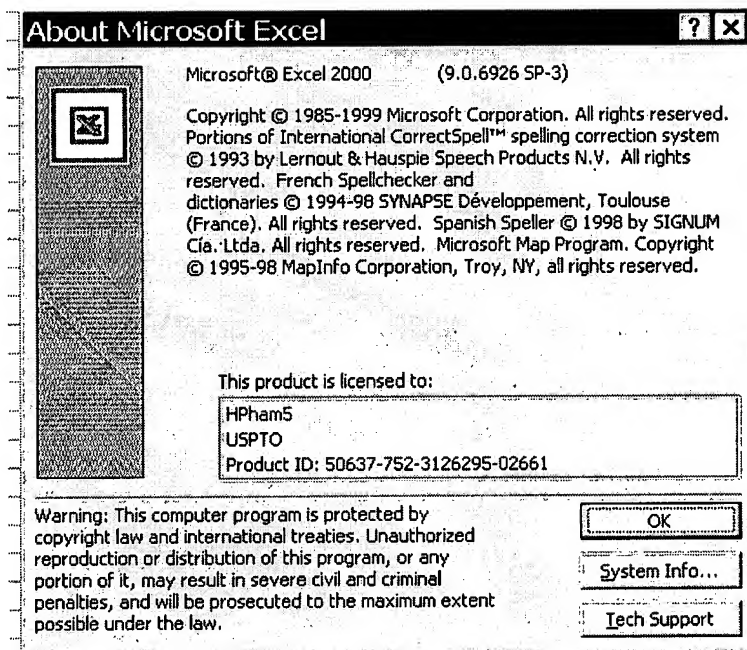 About Microsoft Excel ? X
Microsoft® Excel 2000 (9.0.6926 SP-3)
Copyright © 1985-1999 Microsoft Corporation. All rights reserved.
Portions of International CorrectSpell™ spelling correction system
© 1993 by Lernout & Hauspie Speech Products N.V. All rights
reserved. French Spellchecker and
dictionaries © 1994-98 SYNAPSE Développement, Toulouse
(France). All rights reserved. Spanish Speller © 1998 by SIGNUM
Cía. Ltda. All rights reserved. Microsoft Map Program. Copyright
© 1995-98 MapInfo Corporation, Troy, NY, all rights reserved.
This product is licensed to:
HPham5
USPTO
Product ID: 50637-752-3126295-02661
Warning: This computer program is protected by
copyright law and international treaties. Unauthorized
reproduction or distribution of this program, or any
portion of it, may result in severe civil and criminal
penalties, and will be prosecuted to the maximum extent
possible under the law.
OK
System Info...
Tech Support